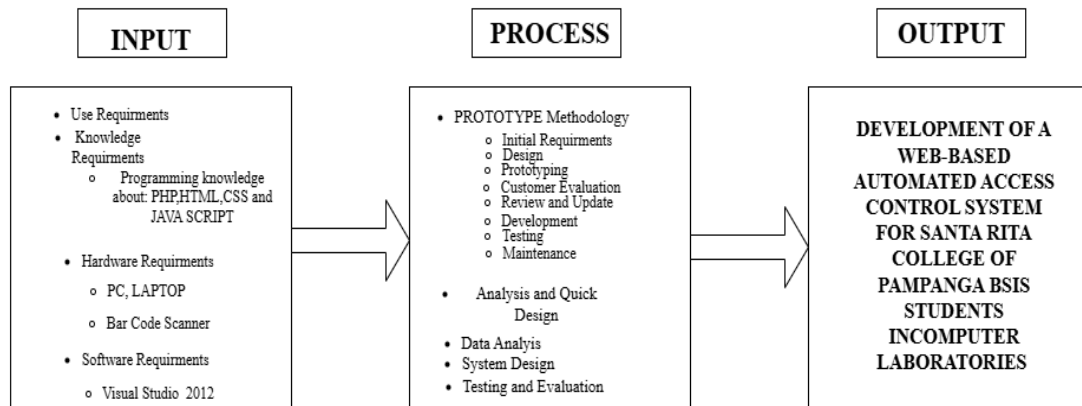 INPUT
• Use Requirments
• Knowledge
Requirments
o Programming knowledge
about: PHP,HTML,CSS and
JAVA SCRIPT
• Hardware Requirments
o PC, LAPTOP
o Bar Code Scanner
• Software Requirments
o Visual Studio 2012
PROCESS
• PROTOTYPE Methodology
o Initial Requirments
o Design
o Prototyping
o Customer Evaluation
o Review and Update
o Development
o Testing
o Maintenance
• Analysis and Quick
Design
• Data Analyis
• System Design
• Testing and Evaluation
OUTPUT
DEVELOPMENT OF A
WEB-BASED
AUTOMATED ACCESS
CONTROL SYSTEM
FOR SANTA RITA
COLLEGE OF
PAMPANGA BSIS
STUDENTS
INCOMPUTER
LABORATORIES